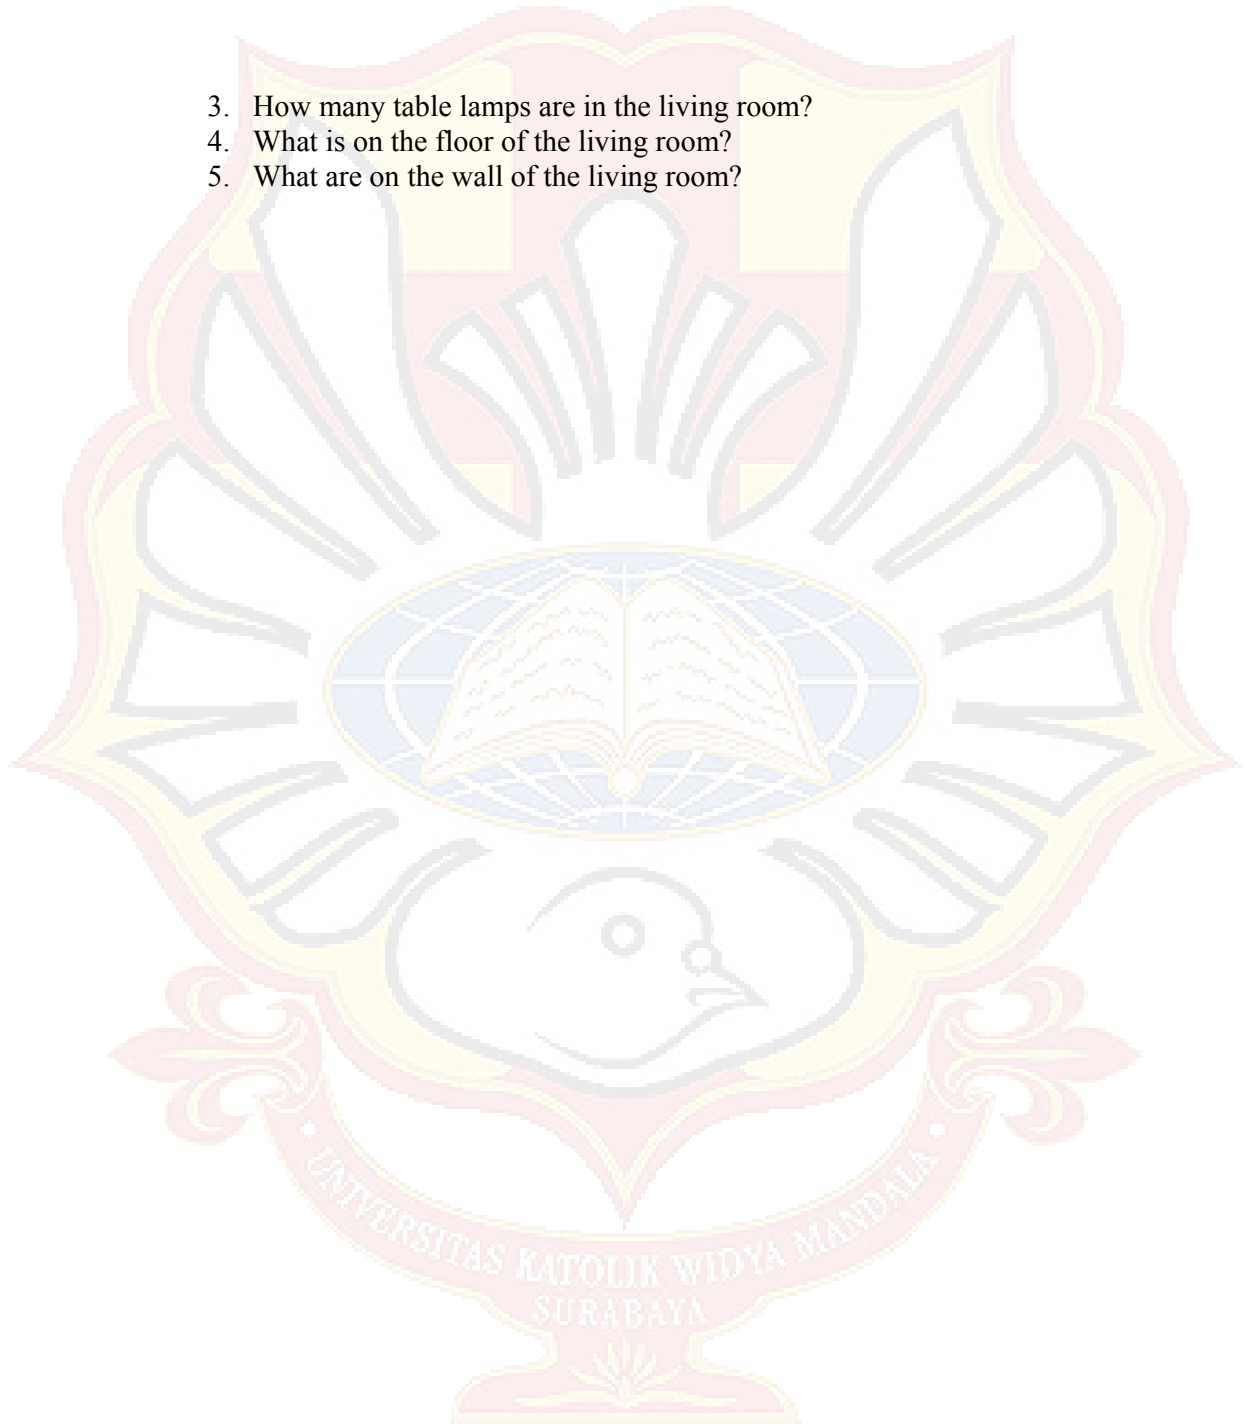 3. How many table lamps are in the living room?
4. What is on the floor of the living room?
5. What are on the wall of the living room?
UNIVERSITAS KATOLIK WIDYA MANDALA
SURABAYA